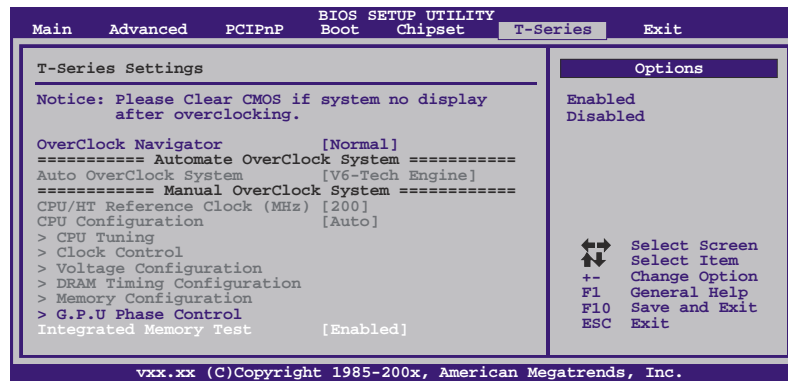 BIOS SETUP UTILITY
Main Advanced PCIPnP Boot Chipset T-Series Exit
T-Series Settings
Notice: Please Clear CMOS if system no display
after overclocking.
OverClock Navigator [Normal]
=========== Automate OverClock System ===========
Auto OverClock System [V6-Tech Engine]
============ Manual OverClock System ============
CPU/HT Reference Clock (MHz) [200]
CPU Configuration [Auto]
> CPU Tuning
> Clock Control
> Voltage Configuration
> DRAM Timing Configuration
> Memory Configuration
> G.P.U Phase Control
Integrated Memory Test [Enabled]
Options
Enabled
Disabled
Select Screen
Select Item
+- Change Option
F1 General Help
F10 Save and Exit
ESC Exit
vxx.xx (C)Copyright 1985-200x, American Megatrends, Inc.